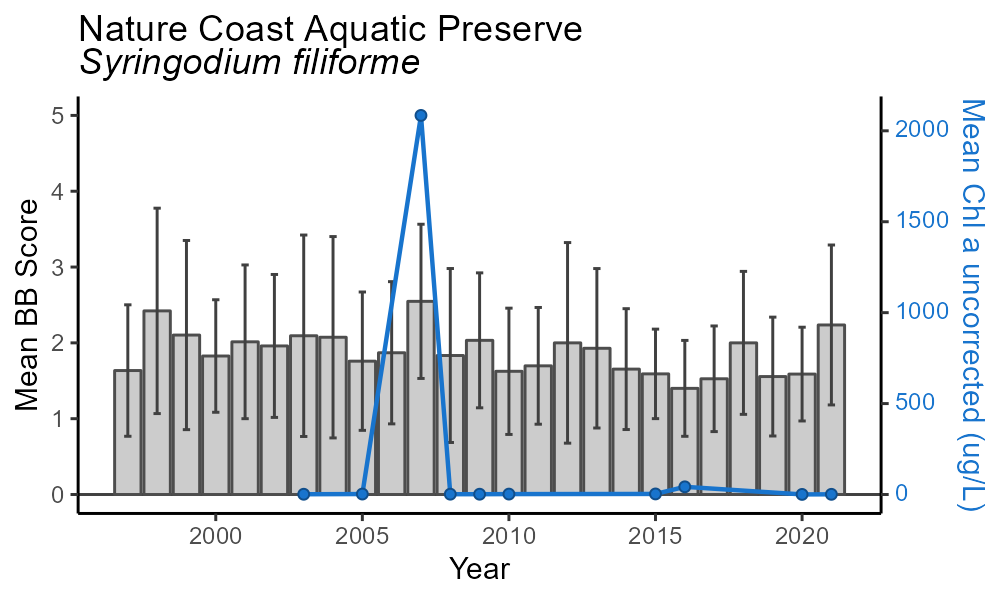 Nature Coast Aquatic Preserve
Syringodium filiforme
Mean BB Score
5
4
3
2
1
0
2000
1500
1000
500
0
Mean Chl a uncorrected (ug/L)
2000 2005 2010 2015 2020
Year